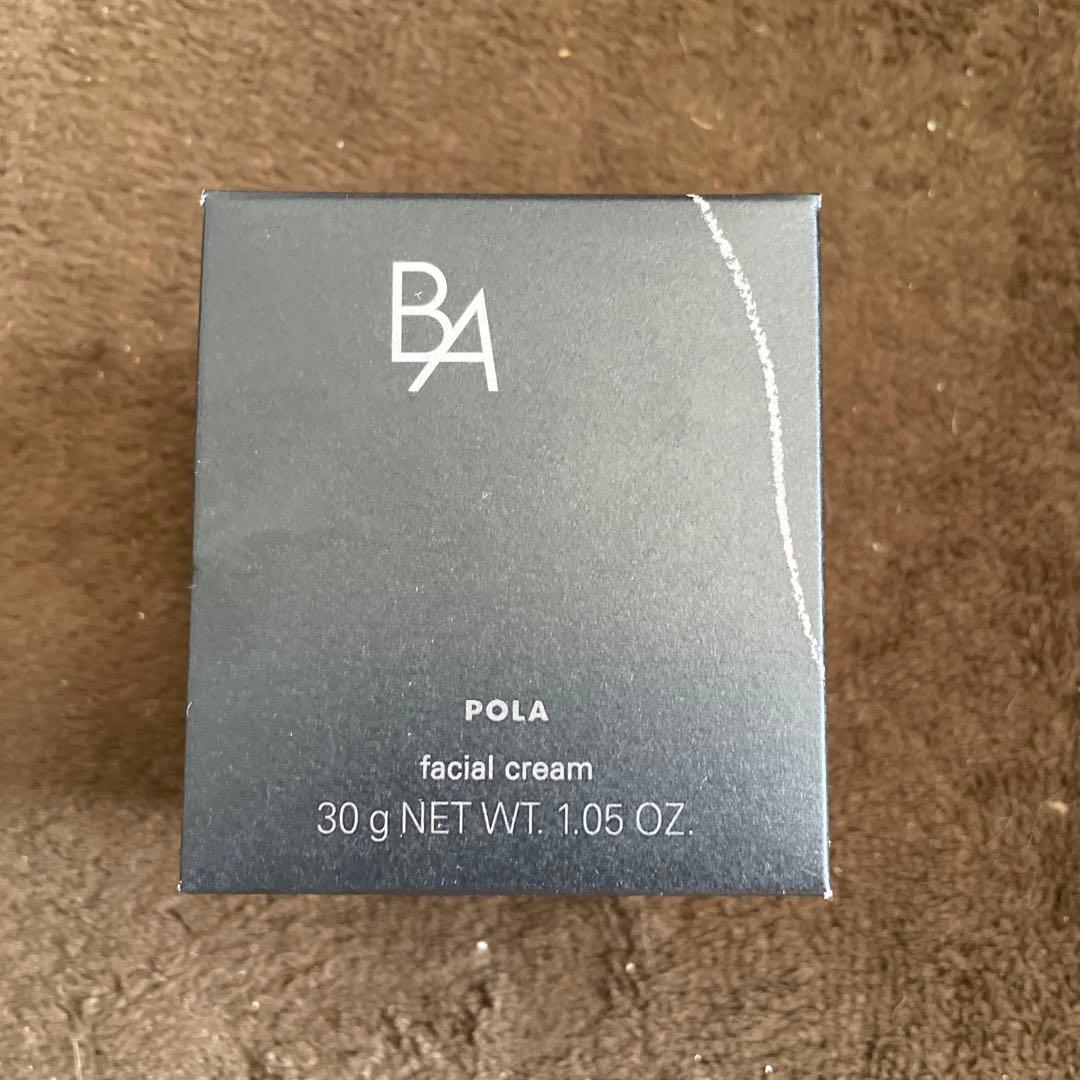 BA
POLA
facial cream
30 g NET WT. 1.05 OZ.